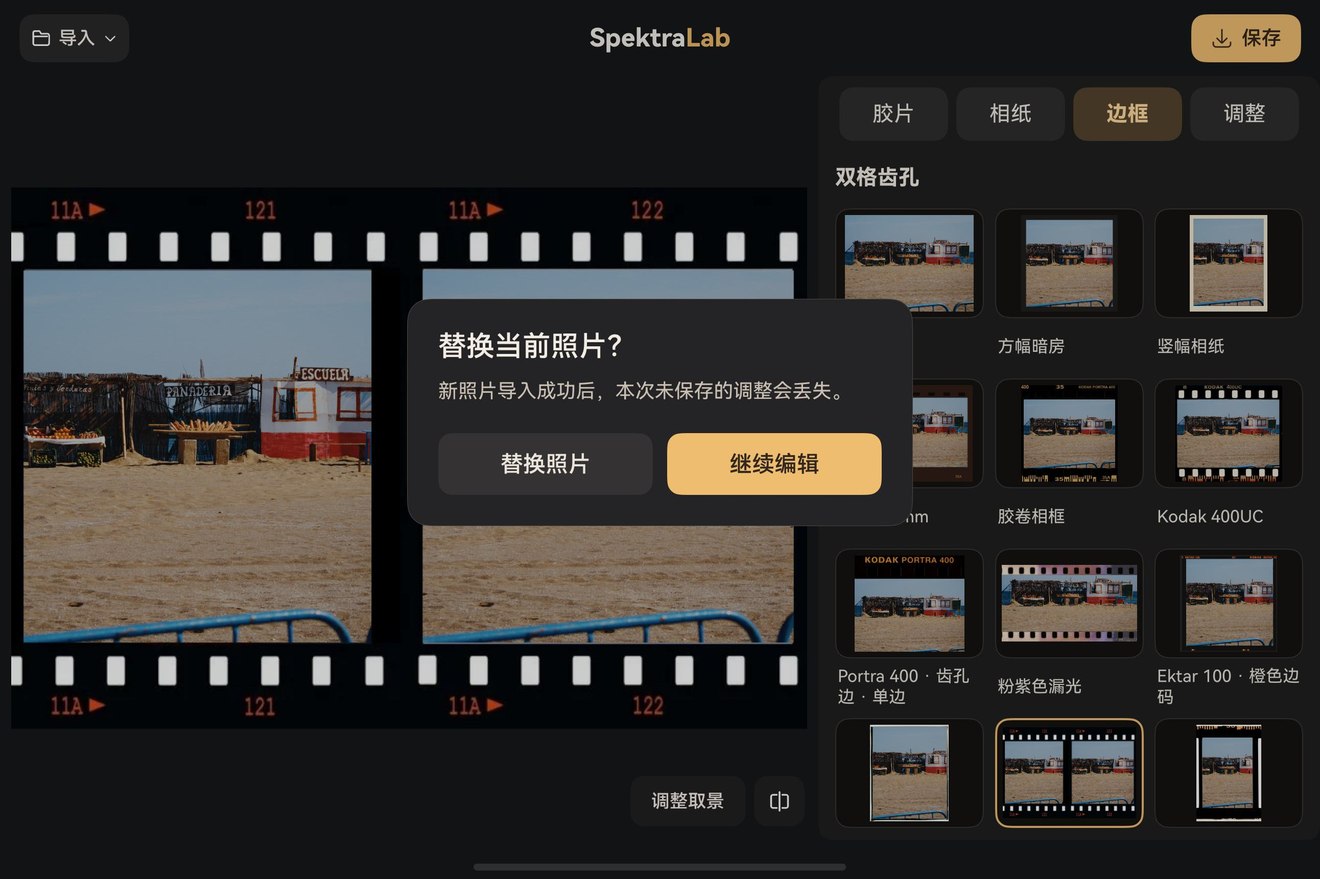 导入
SpektraLab
保存
胶片
相纸
边框
调整
双格齿孔
11A 121 11A 122
PANADERIA
ESCUELA
11A 121 11A 122
替换当前照片？
新照片导入成功后，本次未保存的调整会丢失。
替换照片
继续编辑
方幅暗房
竖幅相纸
胶卷相框
Kodak 400UC
KODAK PORTRA 400
Portra 400 · 齿孔
边 · 单边
粉紫色漏光
Ektar 100 · 橙色边
码
调整取景